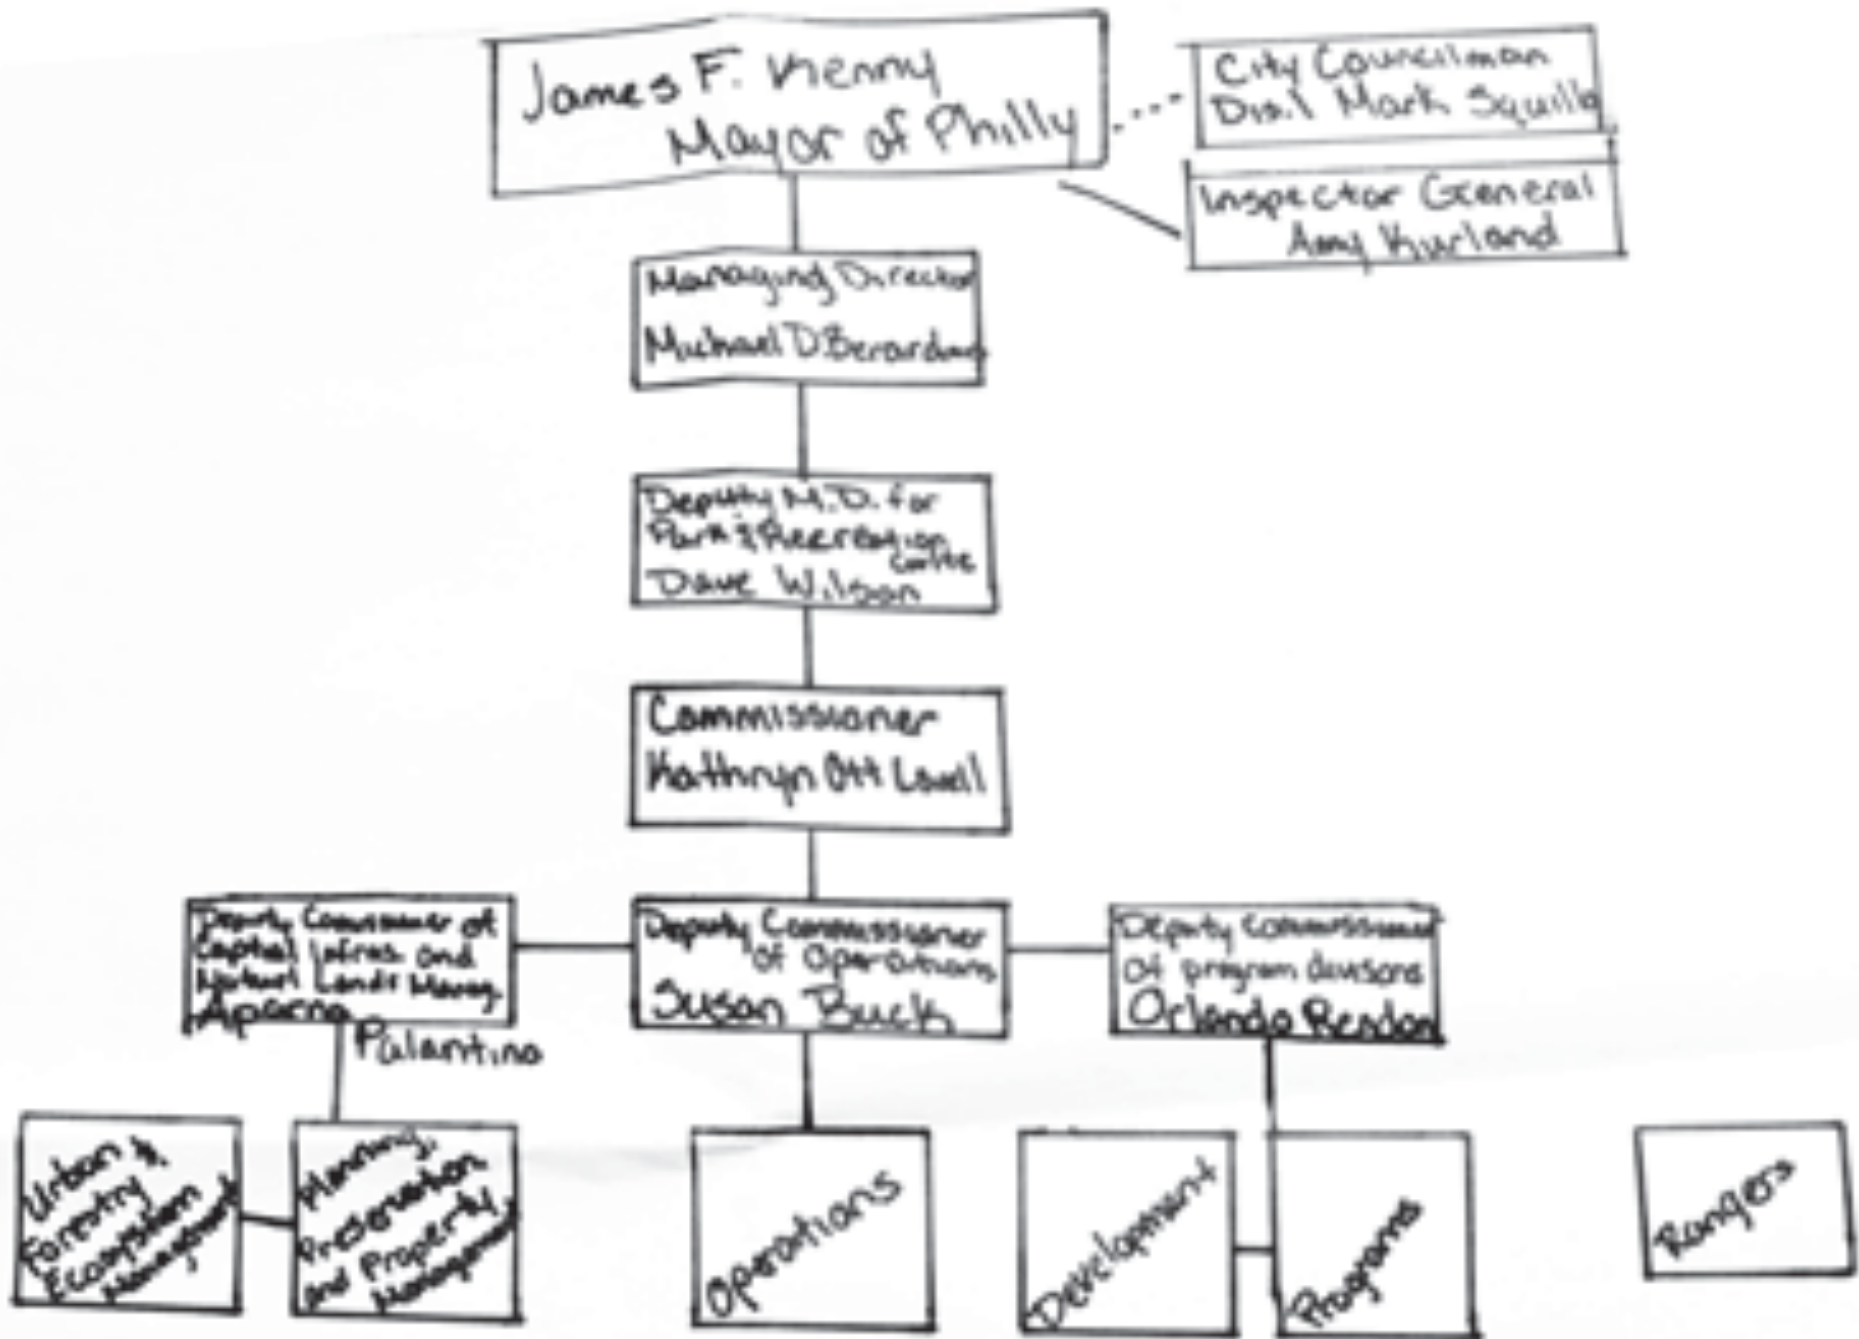 James F. Kenny
Mayor of Philly
City Councilman
Dis.1 Mark Squilla
Inspector General
Amy Kurland
Managing Director
Michael DiBerardinis
Deputy M.D. for
Park & Recreation
Dave Wilson
Commissioner
Kathryn Ott Lovell
Deputy Commissioner of
Capital Infras. and
Natural Lands Manag.
Aparna
Palantino
Deputy Commissioner
of Operations
Susan Buck
Deputy Commissioner
of program divisons
Orlando Rendon
Urban &
Forestry
Ecosystem
Management
Planning,
Preservation
and Property
Management
Operations
Development
Programs
Rangers